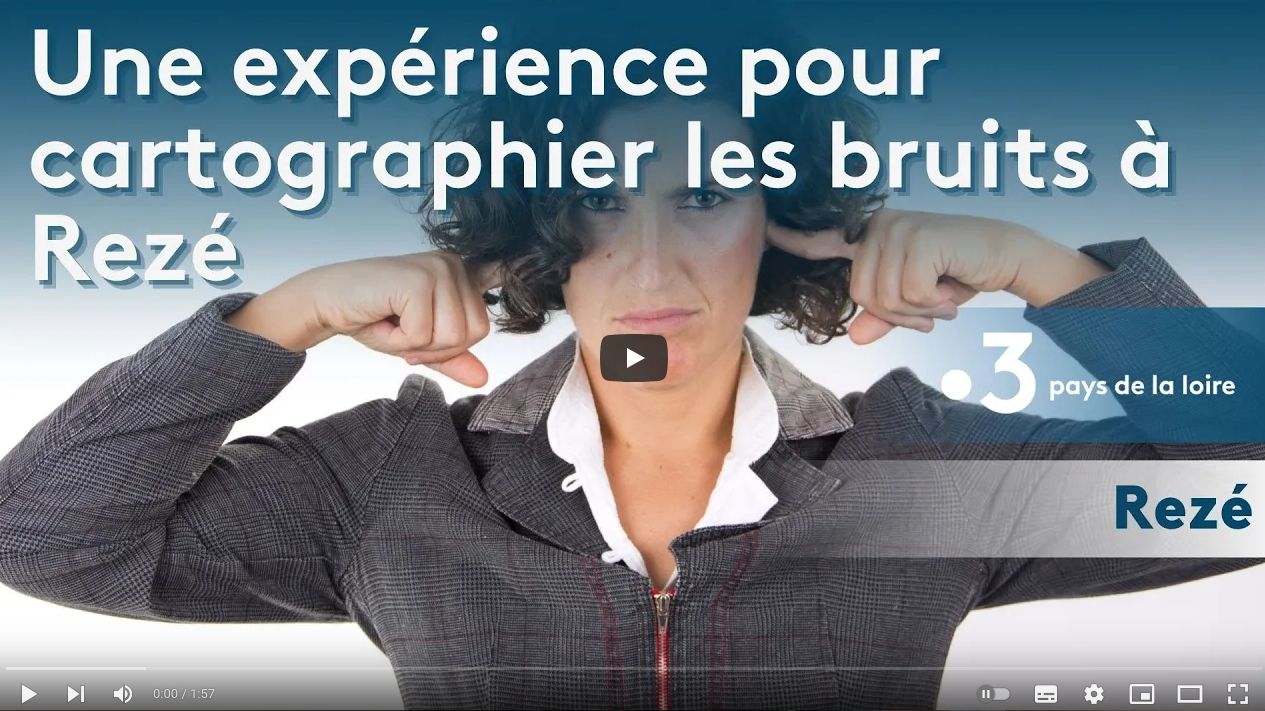 Une expérience pour
cartographier les bruits à
Rezé
3 pays de la loire
Rezé
0:00 / 1:57